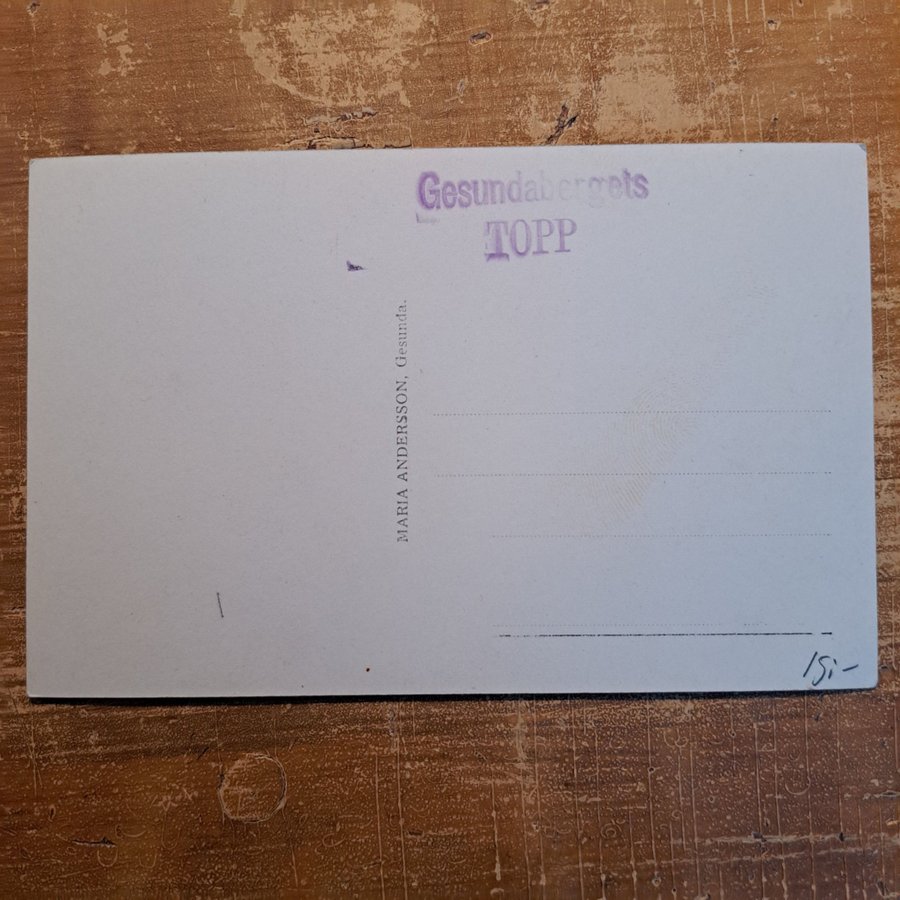 Gesundabergets
TOPP
MARIA ANDERSSON, Gesunda.
15:-